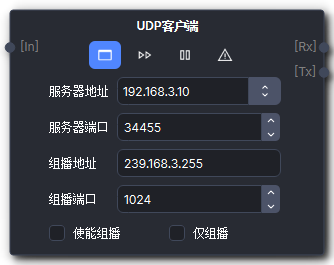 UDP客户端
[In]
[Rx]
[Tx]
服务器地址 192.168.3.10
服务器端口 34455
组播地址 239.168.3.255
组播端口 1024
使能组播 仅组播